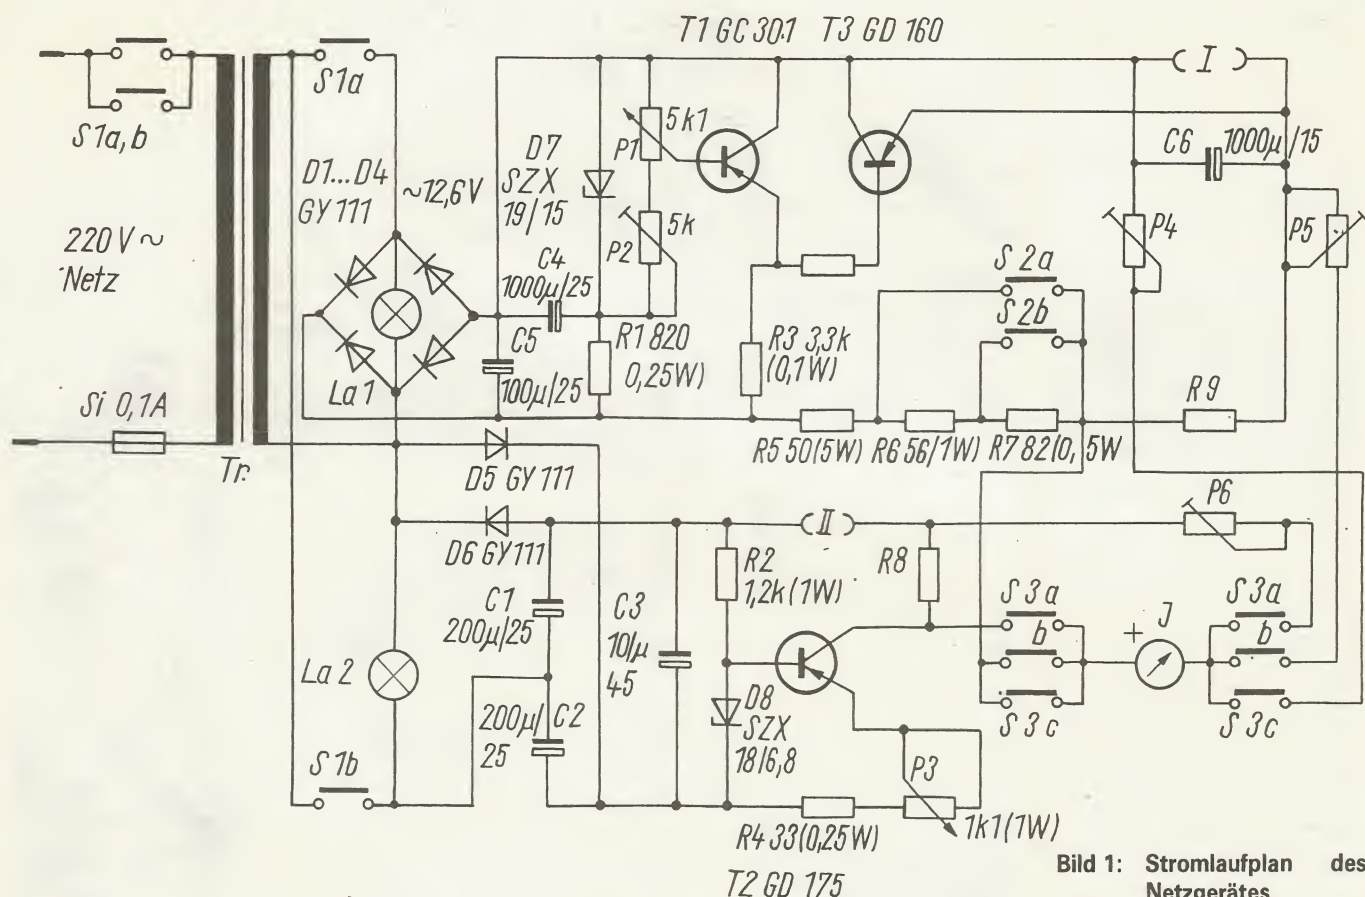 T1 GC 301 T3 GD 160
S1a
S1a,b
I
5k1
P1
D7
SZX
19/15
C6
1000µ/15
D1...D4
GY 111
~12,6V
220 V ~
Netz
5k
P2
P4
P5
C4
1000µ/25
S 2a
S 2b
C5
100µ/25
R1 820
0,25W)
R3 3,3k
(0,1W)
La 1
Si 0,1A
R9
Tr.
R5 50(5W) R6 56(1W) R7 82(0,5W
D5 GY 111
P6
II
D6 GY 111
R2
1,2k (1W)
R8
C1
200µ/25
C3
10/µ
45
S 3a
b
S 3c
+ J
S 3a
b
S 3c
La 2
D8
SZX
18/6,8
200µ/
25
C2
P3
S 1b
1k1(1W)
R4 33(0,25W)
T2 GD 175
Bild 1: Stromlaufplan des
Netzgerätes